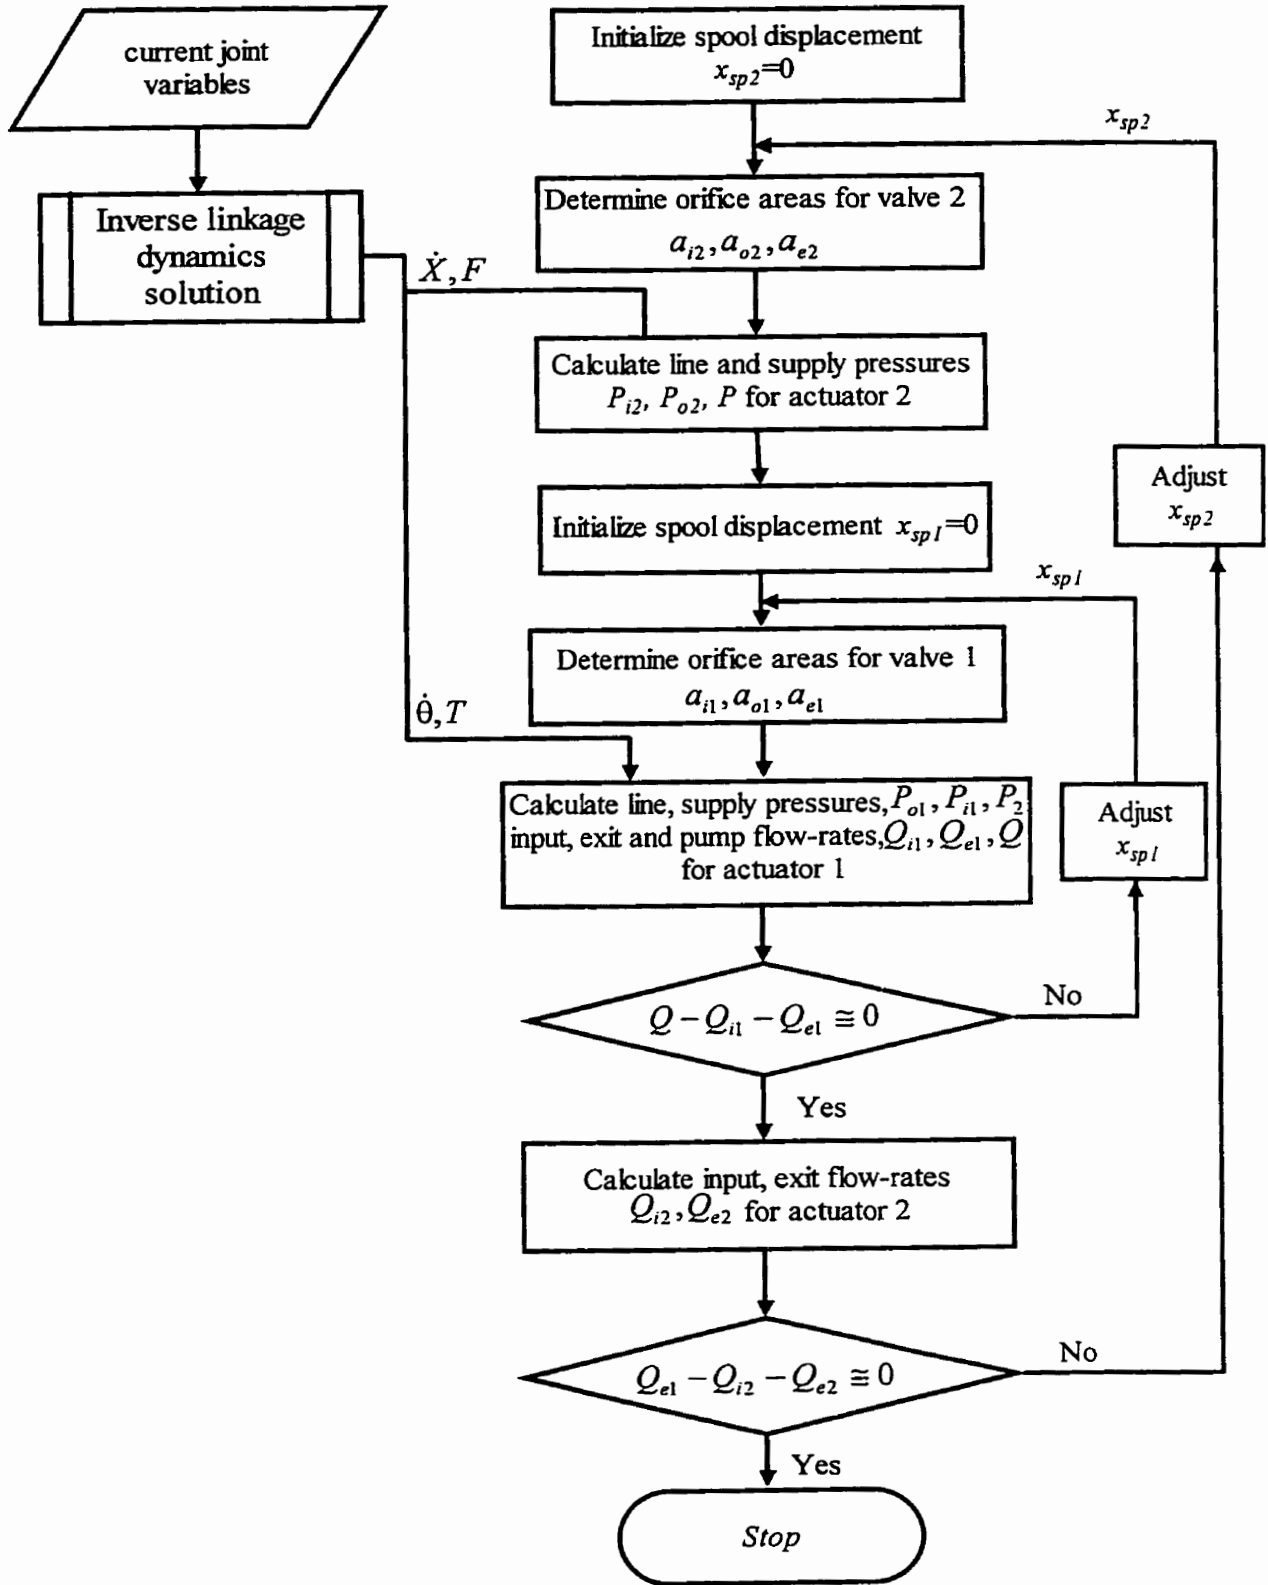 current joint
variables
Inverse linkage
dynamics
solution
Ẋ, F
θ̇, T
Initialize spool displacement
x_sp2=0
x_sp2
Determine orifice areas for valve 2
a_i2, a_o2, a_e2
Calculate line and supply pressures
P_i2, P_o2, P for actuator 2
Initialize spool displacement x_sp1=0
Adjust
x_sp2
x_sp1
Determine orifice areas for valve 1
a_i1, a_o1, a_e1
Calculate line, supply pressures, P_o1, P_i1, P_2
input, exit and pump flow-rates, Q_i1, Q_e1, Q
for actuator 1
Adjust
x_sp1
Q − Q_i1 − Q_e1 ≅ 0
No
Yes
Calculate input, exit flow-rates
Q_i2, Q_e2 for actuator 2
Q_e1 − Q_i2 − Q_e2 ≅ 0
No
Yes
Stop